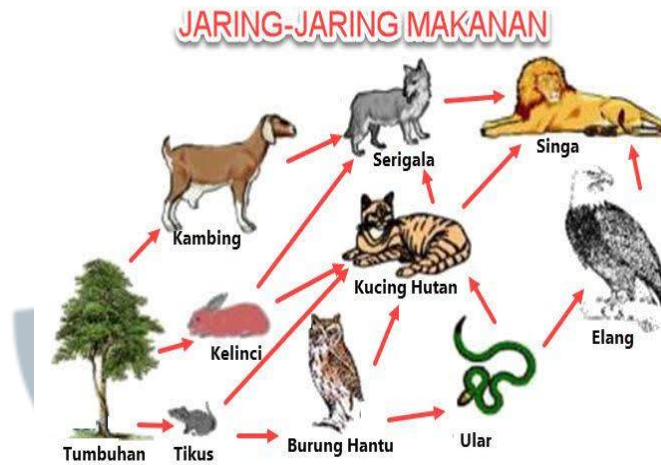 JARING-JARING MAKANAN
Serigala
Singa
Kambing
Kucing Hutan
Elang
Kelinci
Tumbuhan
Tikus
Burung Hantu
Ular